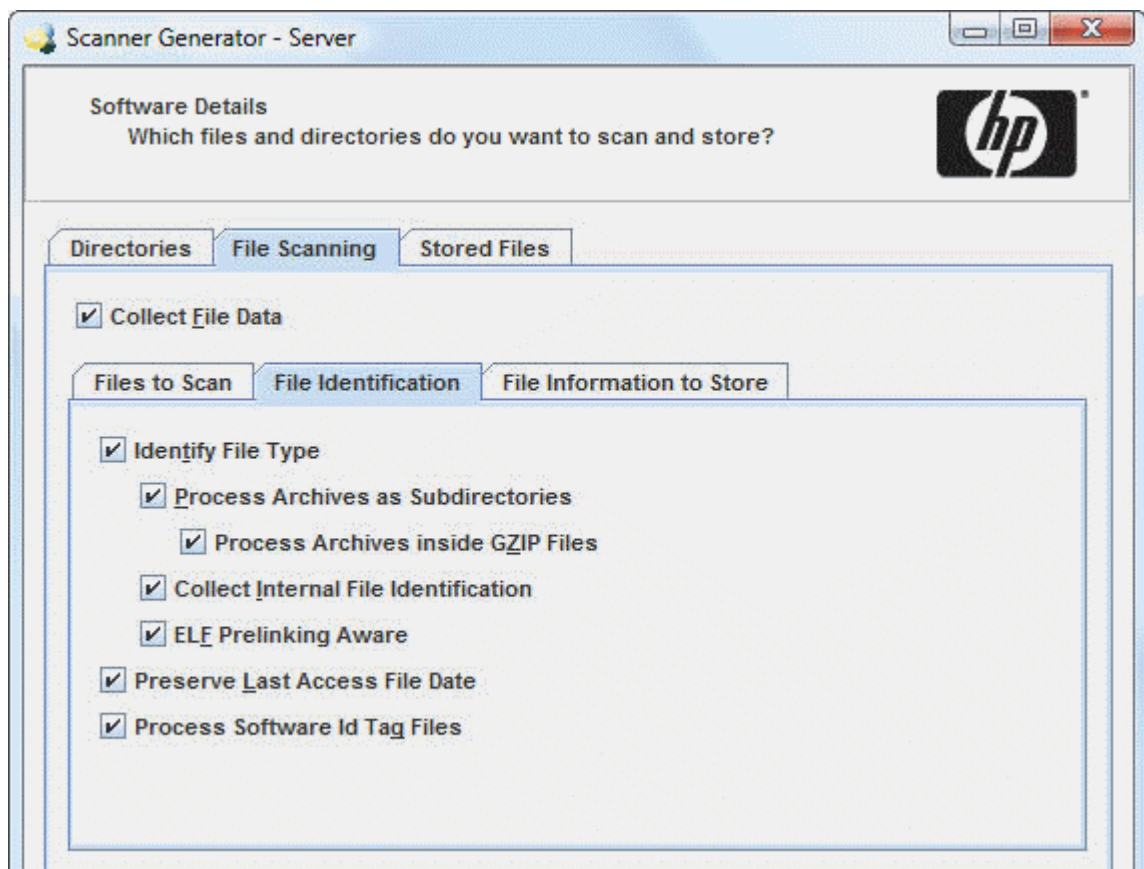 Scanner Generator - Server
Software Details
Which files and directories do you want to scan and store?
hp
Directories
File Scanning
Stored Files
Collect File Data
Files to Scan
File Identification
File Information to Store
Identify File Type
Process Archives as Subdirectories
Process Archives inside GZIP Files
Collect Internal File Identification
ELF Prelinking Aware
Preserve Last Access File Date
Process Software Id Tag Files